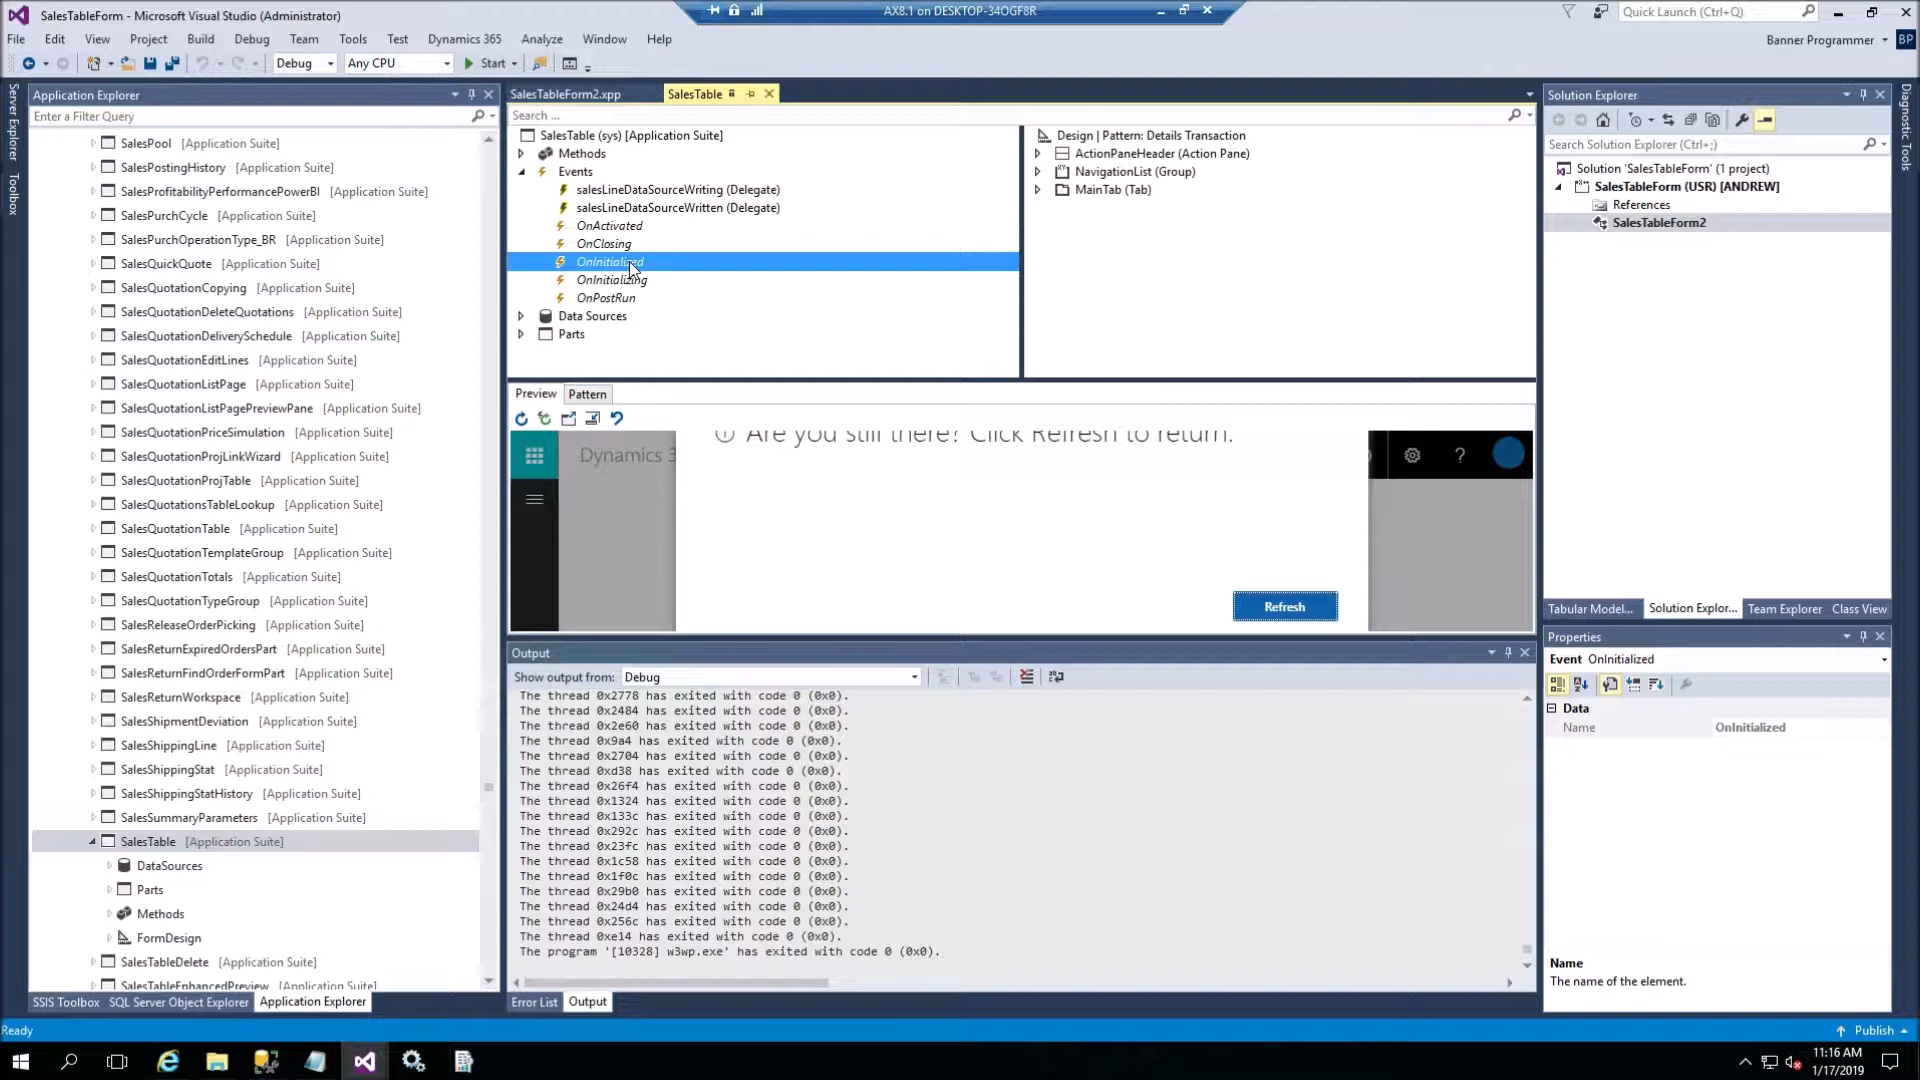 SalesTableForm - Microsoft Visual Studio (Administrator)
AX8.1 on DESKTOP-34OGF8R
Quick Launch (Ctrl+Q)
File Edit View Project Build Debug Team Tools Test Dynamics 365 Analyze Window Help
Banner Programmer BP
Debug Any CPU Start
Server Explorer
Toolbox
Application Explorer
Enter a Filter Query
SalesPool [Application Suite]
SalesPostingHistory [Application Suite]
SalesProfitabilityPerformancePowerBI [Application Suite]
SalesPurchCycle [Application Suite]
SalesPurchOperationType_BR [Application Suite]
SalesQuickQuote [Application Suite]
SalesQuotationCopying [Application Suite]
SalesQuotationDeleteQuotations [Application Suite]
SalesQuotationDeliverySchedule [Application Suite]
SalesQuotationEditLines [Application Suite]
SalesQuotationListPage [Application Suite]
SalesQuotationListPagePreviewPane [Application Suite]
SalesQuotationPriceSimulation [Application Suite]
SalesQuotationProjLinkWizard [Application Suite]
SalesQuotationProjTable [Application Suite]
SalesQuotationsTableLookup [Application Suite]
SalesQuotationTable [Application Suite]
SalesQuotationTemplateGroup [Application Suite]
SalesQuotationTotals [Application Suite]
SalesQuotationTypeGroup [Application Suite]
SalesReleaseOrderPicking [Application Suite]
SalesReturnExpiredOrdersPart [Application Suite]
SalesReturnFindOrderFormPart [Application Suite]
SalesReturnWorkspace [Application Suite]
SalesShipmentDeviation [Application Suite]
SalesShippingLine [Application Suite]
SalesShippingStat [Application Suite]
SalesShippingStatHistory [Application Suite]
SalesSummaryParameters [Application Suite]
SalesTable [Application Suite]
DataSources
Parts
Methods
FormDesign
SalesTableDelete [Application Suite]
SalesTableEnhancedPreview [Application Suite]
SSIS Toolbox SQL Server Object Explorer Application Explorer
SalesTableForm2.xpp SalesTable
Search ...
SalesTable (sys) [Application Suite]
Methods
Events
salesLineDataSourceWriting (Delegate)
salesLineDataSourceWritten (Delegate)
OnActivated
OnClosing
OnInitialized
OnInitializing
OnPostRun
Data Sources
Parts
Design | Pattern: Details Transaction
ActionPaneHeader (Action Pane)
NavigationList (Group)
MainTab (Tab)
Preview Pattern
Are you still there? Click Refresh to return.
Dynamics 3
?
Refresh
Output
Show output from: Debug
The thread 0x2778 has exited with code 0 (0x0).
The thread 0x2484 has exited with code 0 (0x0).
The thread 0x2e60 has exited with code 0 (0x0).
The thread 0x9a4 has exited with code 0 (0x0).
The thread 0x2704 has exited with code 0 (0x0).
The thread 0xd38 has exited with code 0 (0x0).
The thread 0x26f4 has exited with code 0 (0x0).
The thread 0x1324 has exited with code 0 (0x0).
The thread 0x133c has exited with code 0 (0x0).
The thread 0x292c has exited with code 0 (0x0).
The thread 0x23fc has exited with code 0 (0x0).
The thread 0x1c58 has exited with code 0 (0x0).
The thread 0x1f0c has exited with code 0 (0x0).
The thread 0x29b0 has exited with code 0 (0x0).
The thread 0x24d4 has exited with code 0 (0x0).
The thread 0x256c has exited with code 0 (0x0).
The thread 0xe14 has exited with code 0 (0x0).
The program '[10328] w3wp.exe' has exited with code 0 (0x0).
Error List Output
Solution Explorer
Search Solution Explorer (Ctrl+;)
Solution 'SalesTableForm' (1 project)
SalesTableForm (USR) [ANDREW]
References
SalesTableForm2
Tabular Model... Solution Explor... Team Explorer Class View
Properties
Event OnInitialized
Data
Name OnInitialized
Name
The name of the element.
Diagnostic Tools
Ready
Publish
11:16 AM
1/17/2019